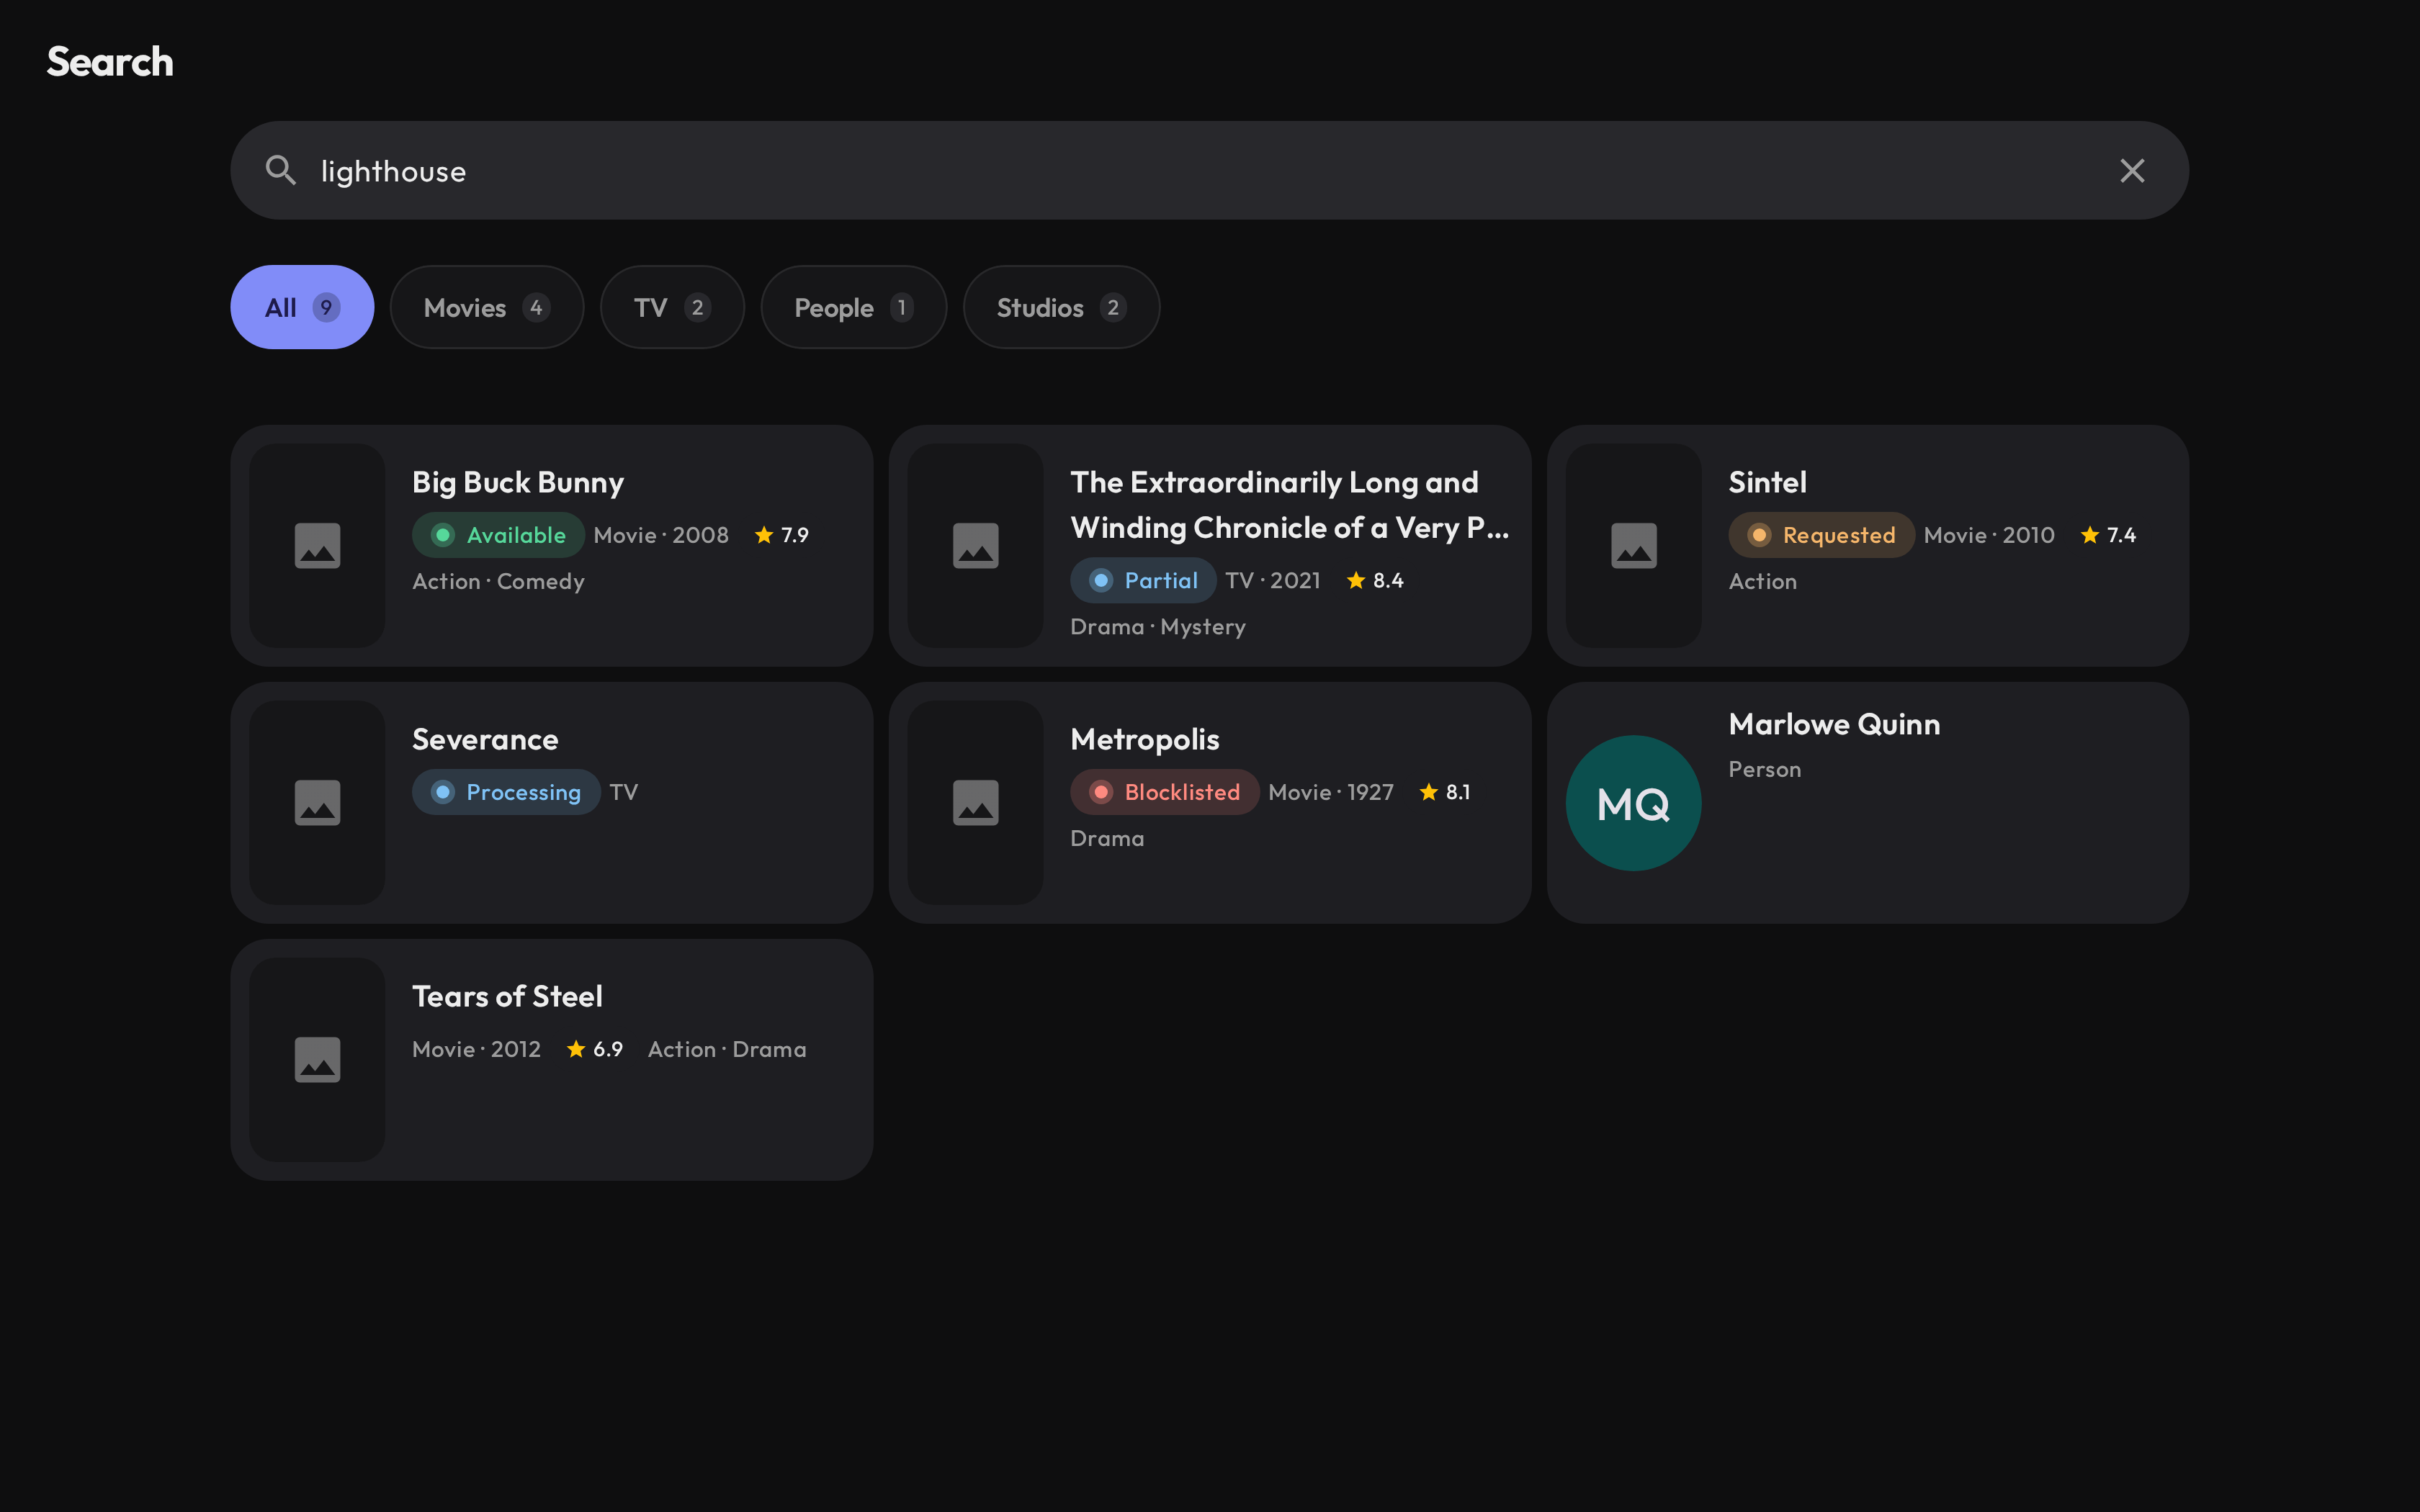 Search
lighthouse
All 9 Movies 4 TV 2 People 1 Studios 2
Big Buck Bunny
Available Movie · 2008 7.9
Action · Comedy
The Extraordinarily Long and
Winding Chronicle of a Very P...
Partial TV · 2021 8.4
Drama · Mystery
Sintel
Requested Movie · 2010 7.4
Action
Severance
Processing TV
Metropolis
Blocklisted Movie · 1927 8.1
Drama
MQ
Marlowe Quinn
Person
Tears of Steel
Movie · 2012 6.9 Action · Drama